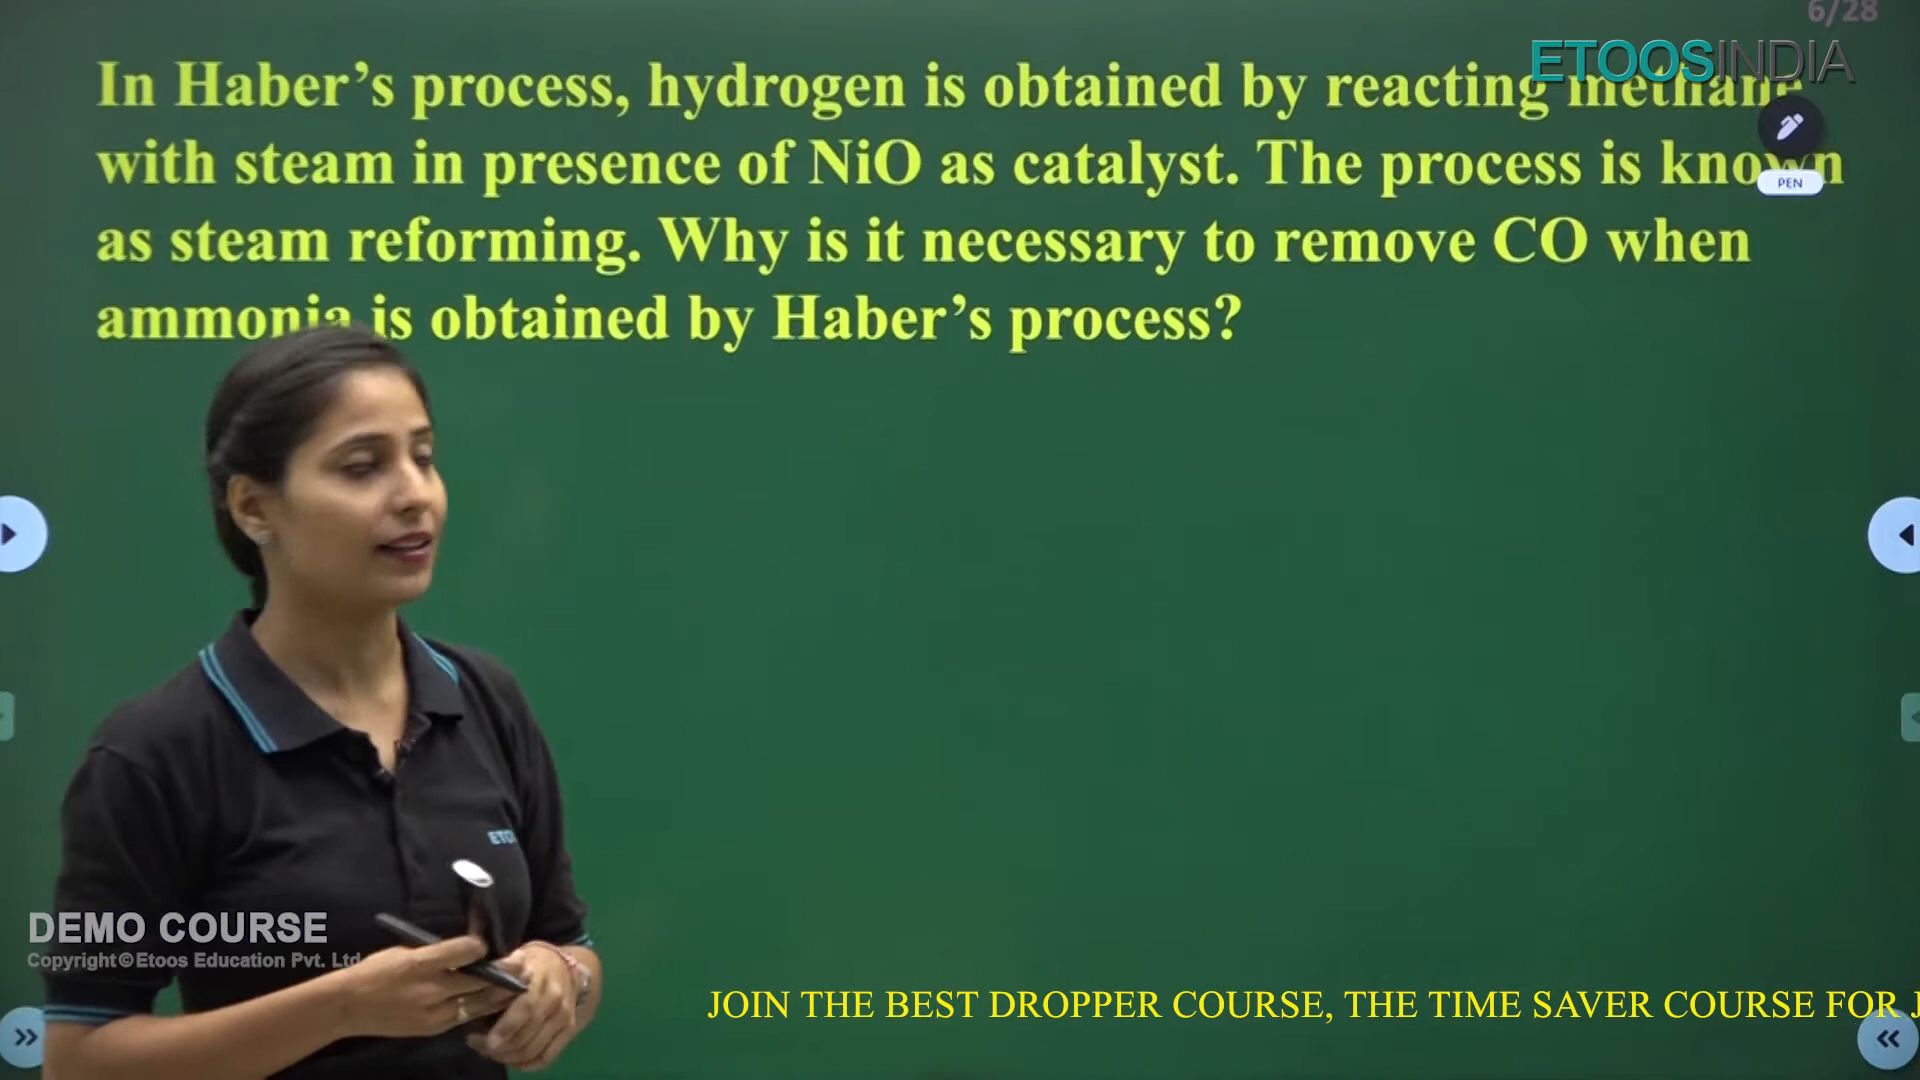 6/28
ETOOSINDIA
In Haber’s process, hydrogen is obtained by reacting methane
with steam in presence of NiO as catalyst. The process is known
as steam reforming. Why is it necessary to remove CO when
ammonia is obtained by Haber’s process?
PEN
DEMO COURSE
Copyright©Etoos Education Pvt. Ltd
JOIN THE BEST DROPPER COURSE, THE TIME SAVER COURSE FOR J